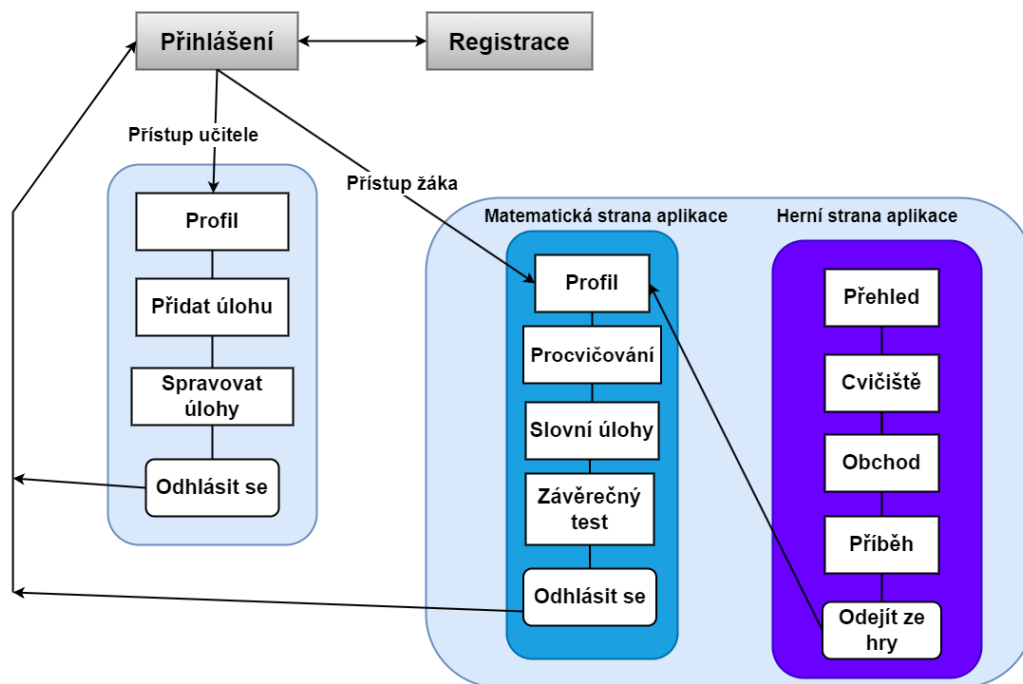 Přihlášení
Registrace
Přístup učitele
Profil
Přidat úlohu
Spravovat
úlohy
Odhlásit se
Přístup žáka
Matematická strana aplikace
Profil
Procvičování
Slovní úlohy
Závěrečný
test
Odhlásit se
Herní strana aplikace
Přehled
Cvičiště
Obchod
Příběh
Odejít ze
hry